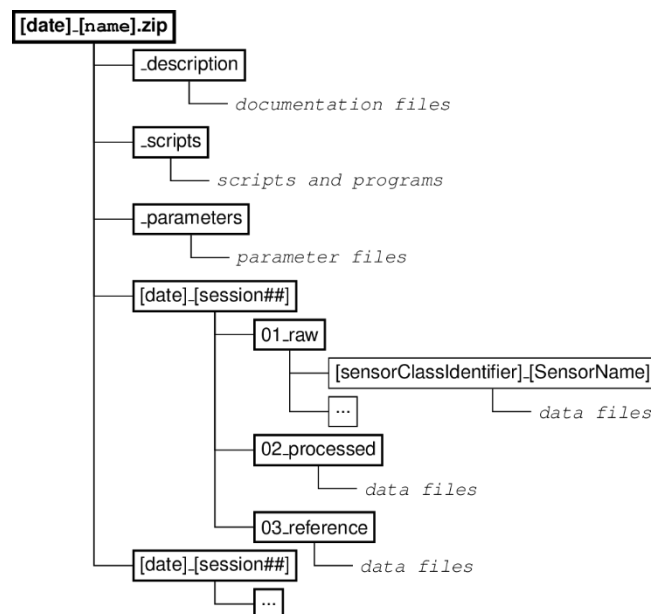 [date]_[name].zip
_description
documentation files
_scripts
scripts and programs
_parameters
parameter files
[date]_[session##]
01_raw
[sensorClassIdentifier]_[SensorName]
data files
...
02_processed
data files
03_reference
data files
[date]_[session##]
...